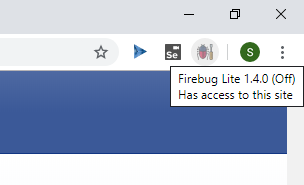 Se
S
Firebug Lite 1.4.0 (Off)
Has access to this site